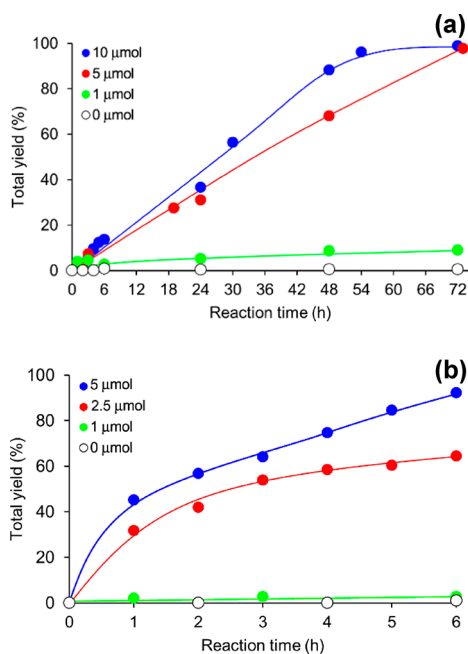 (a)
100
80
60
40
20
0
Total yield (%)
10 µmol
5 µmol
1 µmol
0 µmol
0 6 12 18 24 30 36 42 48 54 60 66 72
Reaction time (h)
(b)
100
80
60
40
20
0
Total yield (%)
5 µmol
2.5 µmol
1 µmol
0 µmol
0 1 2 3 4 5 6
Reaction time (h)